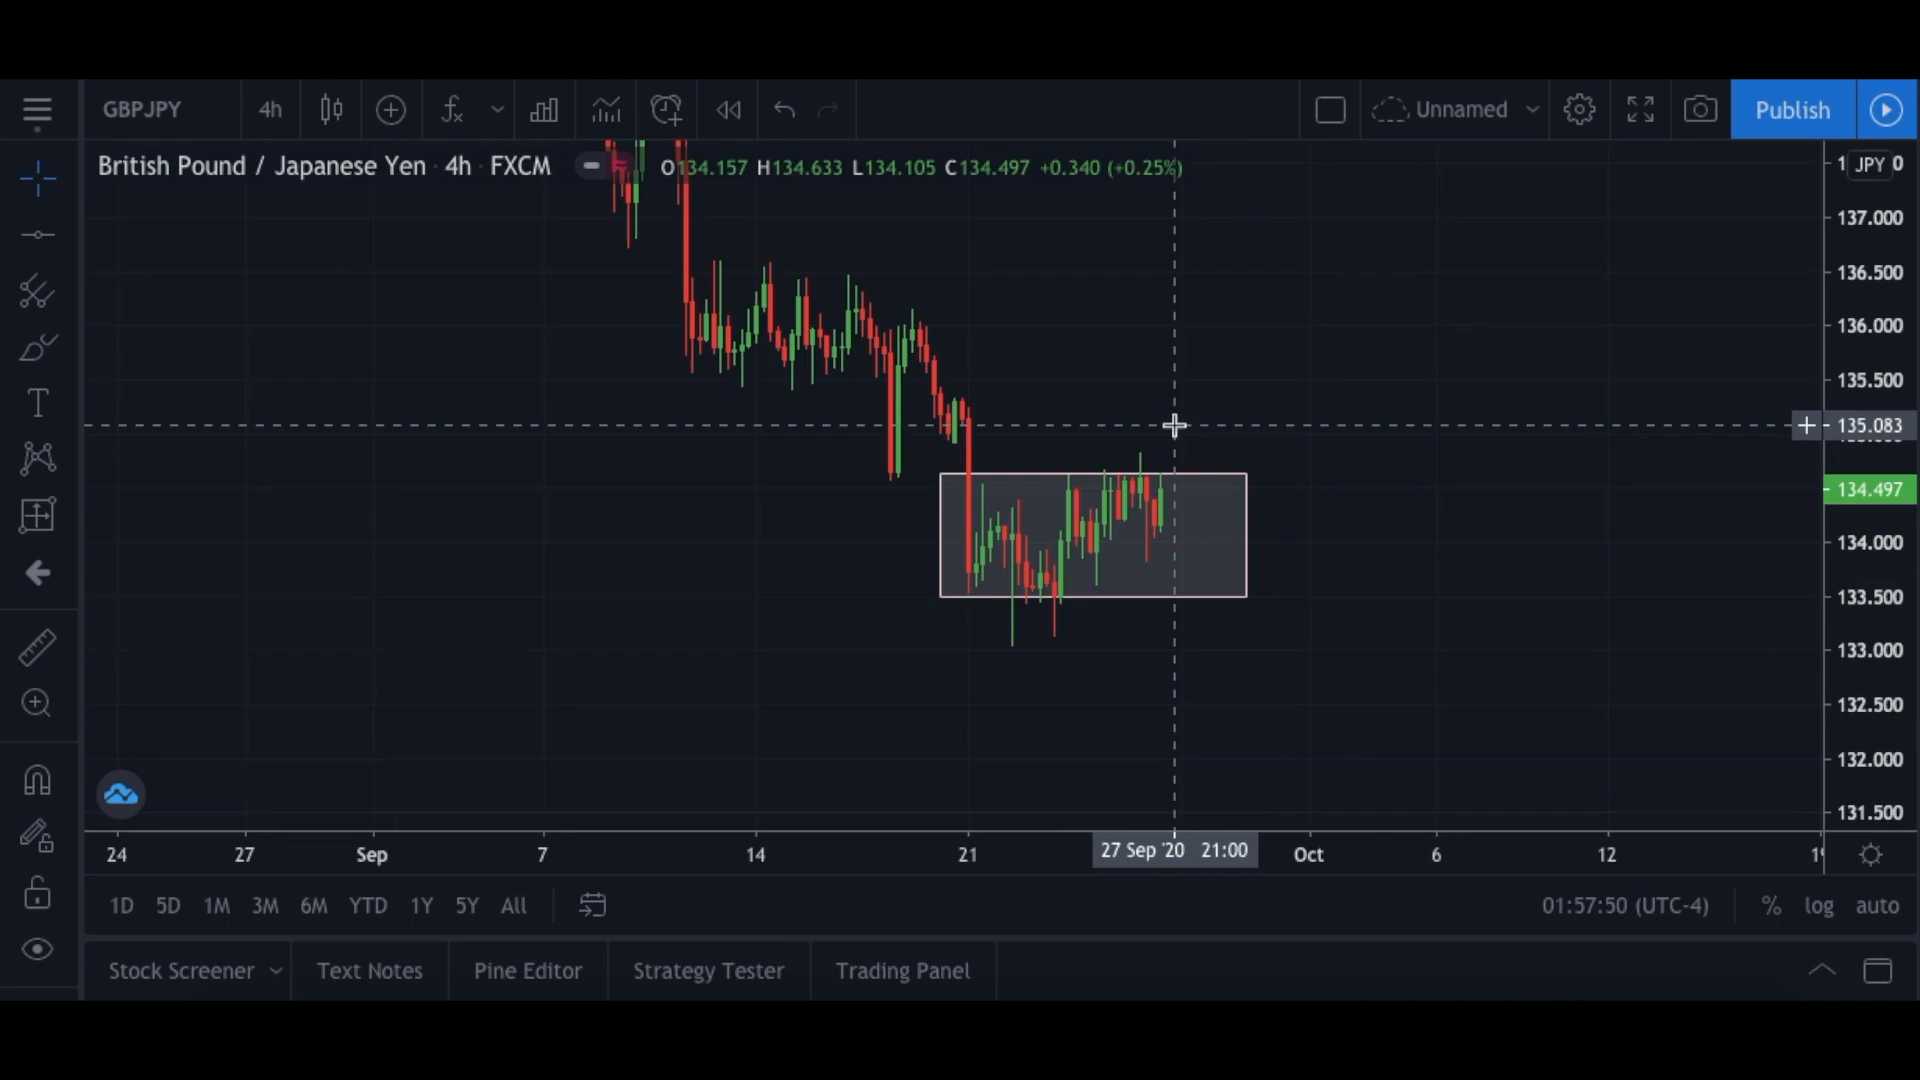 GBPJPY 4h Unnamed Publish
British Pound / Japanese Yen · 4h · FXCM O134.157 H134.633 L134.105 C134.497 +0.340 (+0.25%)
JPY
137.000
136.500
136.000
135.500
135.083
134.497
134.000
133.500
133.000
132.500
132.000
131.500
24 27 Sep 7 14 21 27 Sep '20 21:00 Oct 6 12
1D 5D 1M 3M 6M YTD 1Y 5Y All 01:57:50 (UTC-4) % log auto
Stock Screener Text Notes Pine Editor Strategy Tester Trading Panel